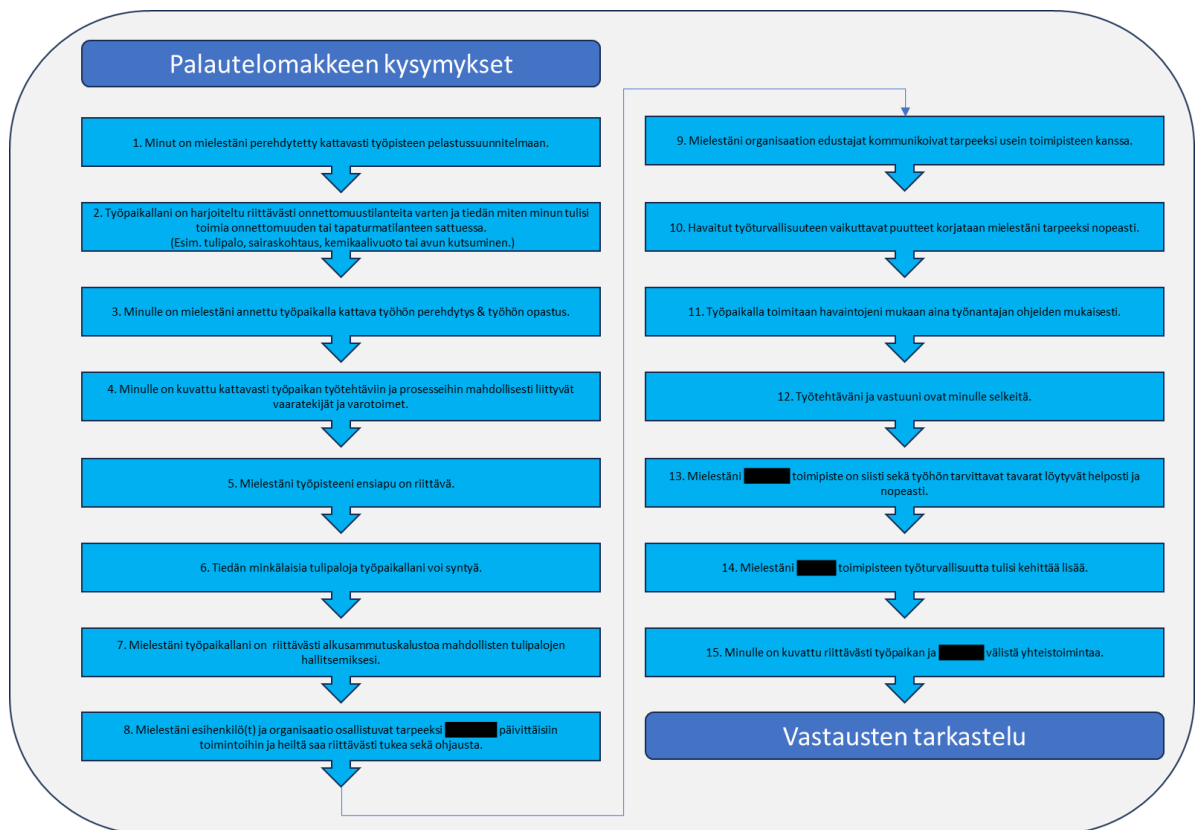 Palautelomakkeen kysymykset
1. Minut on mielestäni perehdytetty kattavasti työpisteen pelastussuunnitelmaan.
2. Työpaikallani on harjoiteltu riittävästi onnettomuustilanteita varten ja tiedän miten minun tulisi
toimia onnettomuuden tai tapaturmatilanteen sattuessa.
(Esim. tulipalo, sairaskohtaus, kemikaalivuoto tai avun kutsuminen.)
3. Minulle on mielestäni annettu työpaikalla kattava työhön perehdytys & työhön opastus.
4. Minulle on kuvattu kattavasti työpaikan työtehtäviin ja prosesseihin mahdollisesti liittyvät
vaaratekijät ja varotoimet.
5. Mielestäni työpisteeni ensiapu on riittävä.
6. Tiedän minkälaisia tulipaloja työpaikallani voi syntyä.
7. Mielestäni työpaikallani on riittävästi alkusammutuskalustoa mahdollisten tulipalojen
hallitsemiksesi.
8. Mielestäni esihenkilö(t) ja organisaatio osallistuvat tarpeeksi päivittäisiin
toimintoihin ja heiltä saa riittävästi tukea sekä ohjausta.
9. Mielestäni organisaation edustajat kommunikoivat tarpeeksi usein toimipisteen kanssa.
10. Havaitut työturvallisuuteen vaikuttavat puutteet korjataan mielestäni tarpeeksi nopeasti.
11. Työpaikalla toimitaan havaintojeni mukaan aina työnantajan ohjeiden mukaisesti.
12. Työtehtäväni ja vastuuni ovat minulle selkeitä.
13. Mielestäni toimipiste on siisti sekä työhön tarvittavat tavarat löytyvät helposti ja
nopeasti.
14. Mielestäni toimipisteen työturvallisuutta tulisi kehittää lisää.
15. Minulle on kuvattu riittävästi työpaikan ja välistä yhteistoimintaa.
Vastausten tarkastelu